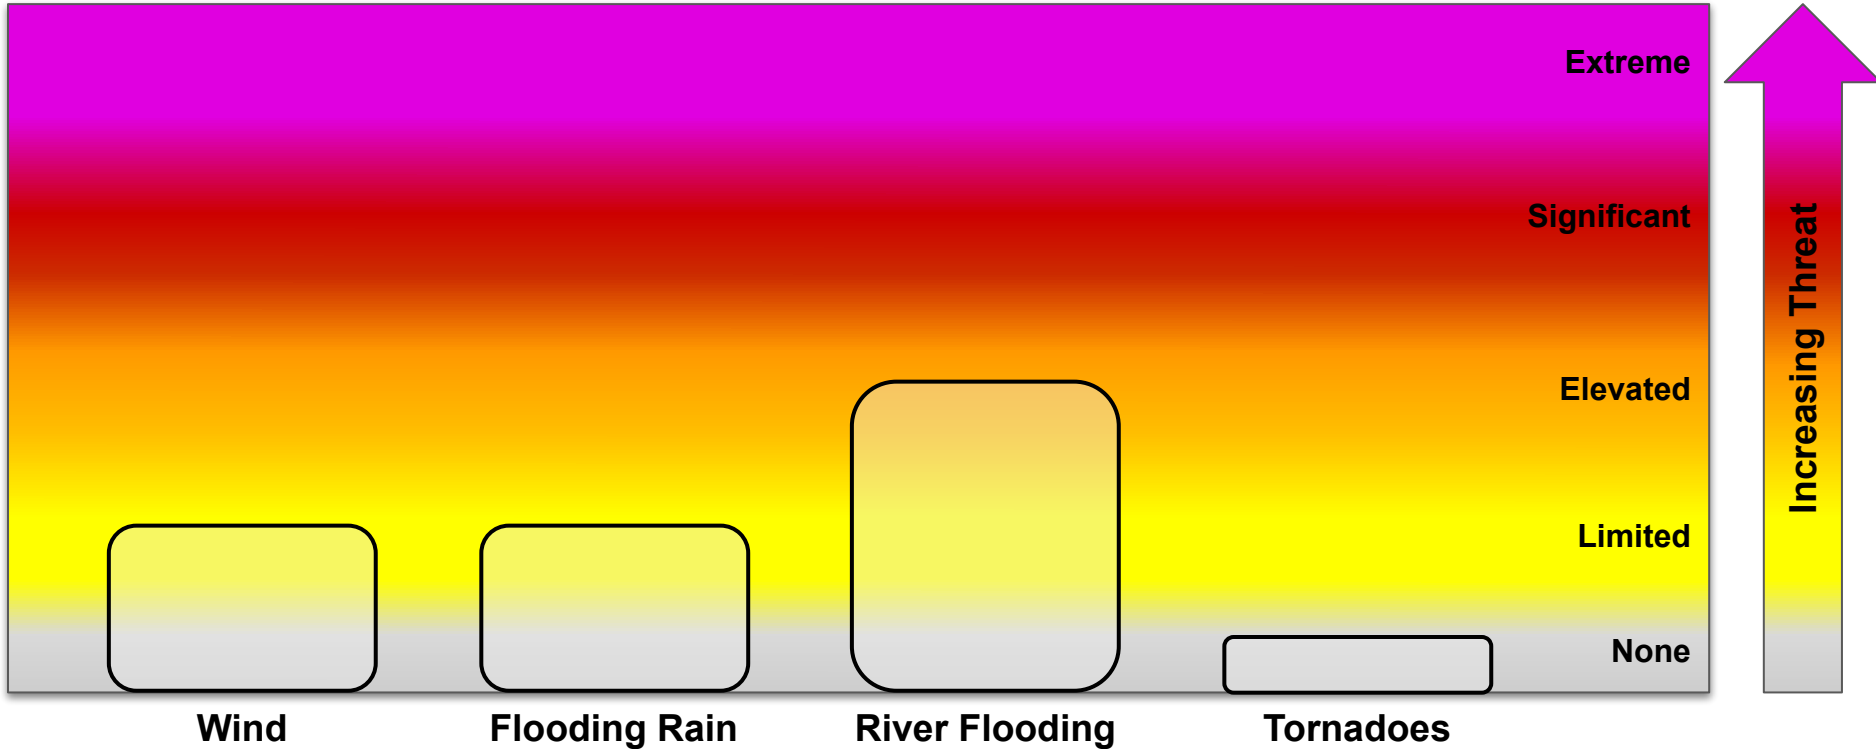 Extreme
Significant
Elevated
Limited
None
Increasing Threat
Wind
Flooding Rain
River Flooding
Tornadoes